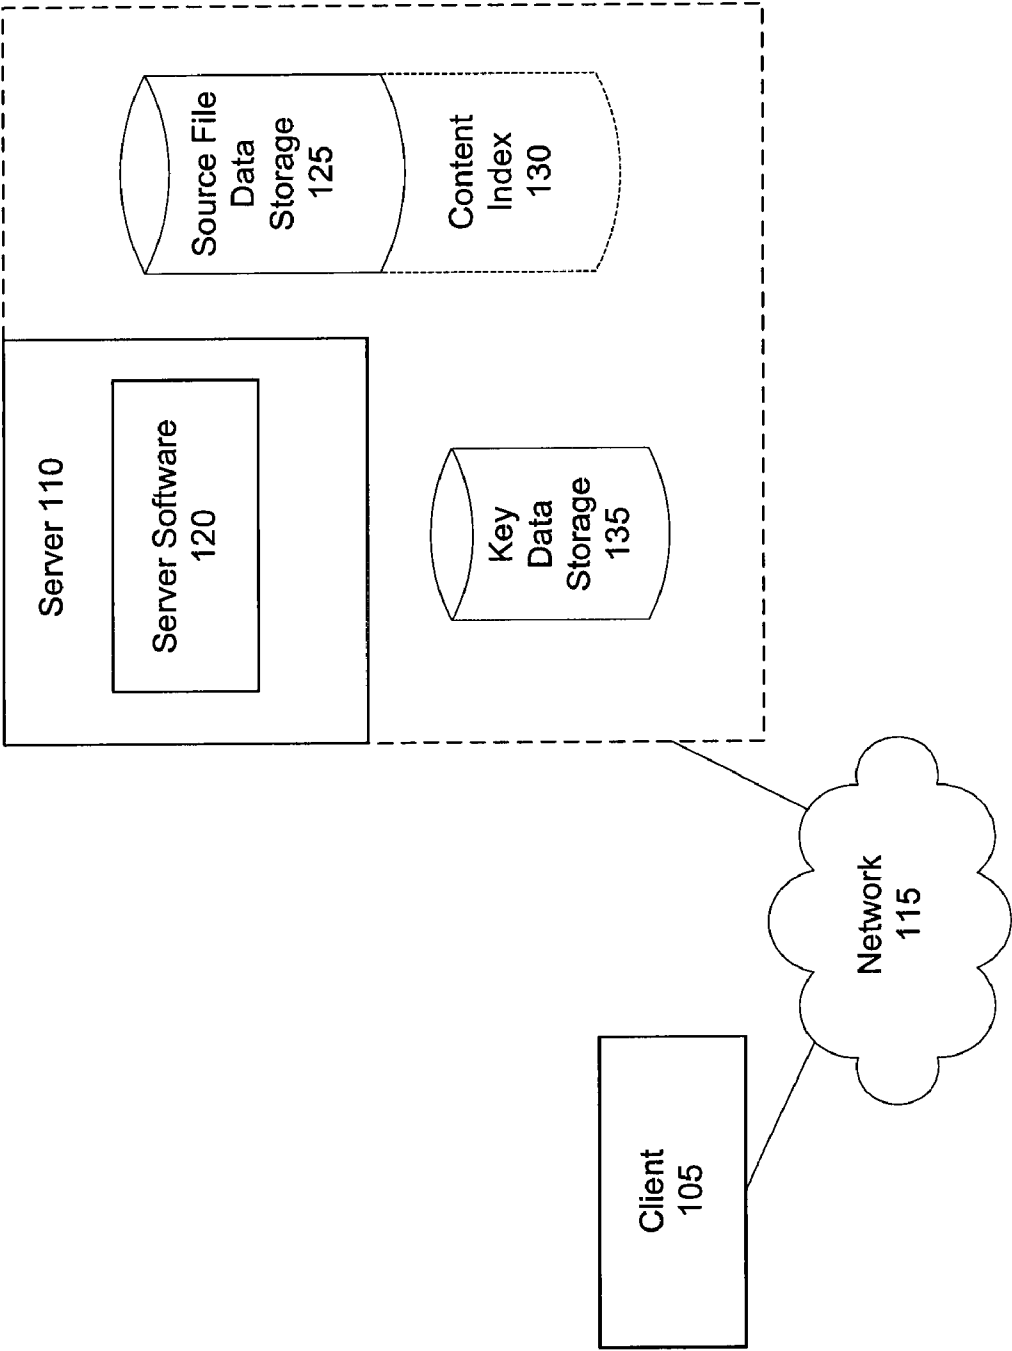 Server 110
Server Software
120
Source File
Data
Storage
125
Content
Index
130
Key
Data
Storage
135
Network
115
Client
105